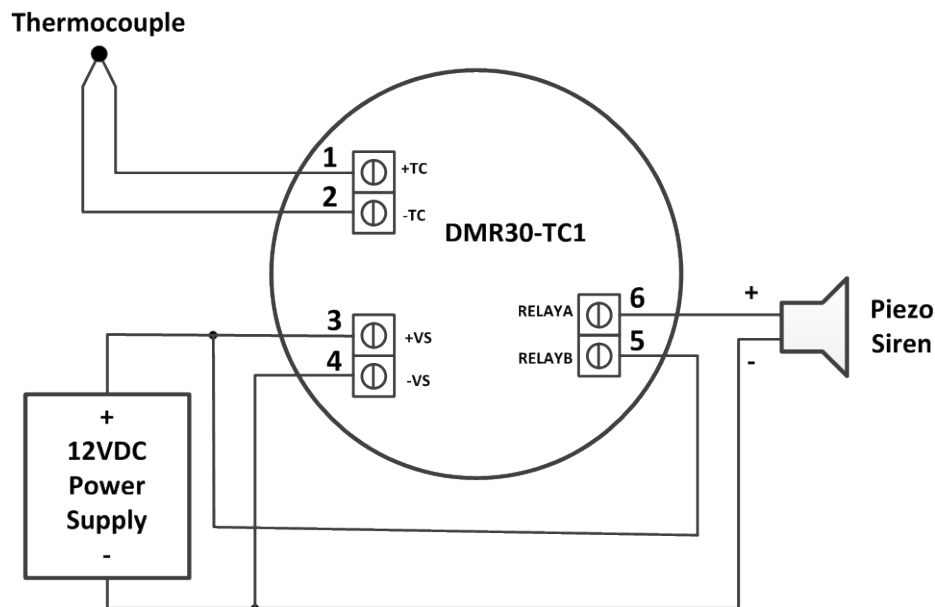 Thermocouple
1
+TC
2
-TC
DMR30-TC1
3
+VS
4
-VS
RELAYA
6
RELAYB
5
+
-
Piezo
Siren
+
12VDC
Power
Supply
-